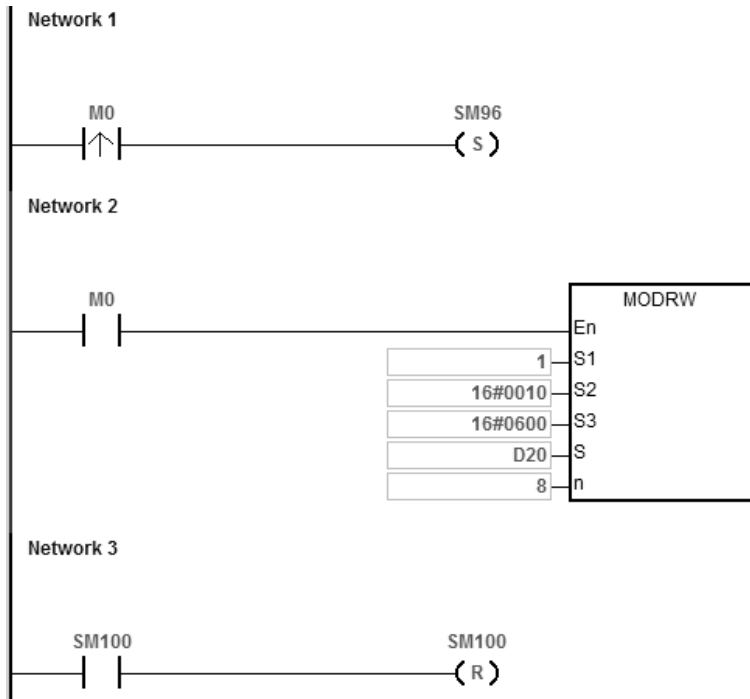 Network 1
M0 SM96
S
Network 2
M0 MODRW
En
1 S1
16#0010 S2
16#0600 S3
D20 S
8 n
Network 3
SM100 SM100
R